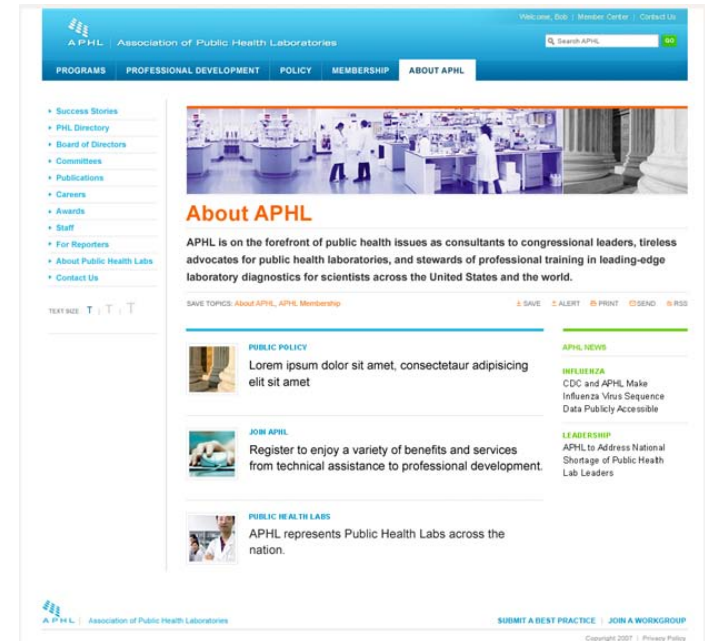 Welcome, Bob | Member Center | Contact Us
APHL | Association of Public Health Laboratories
Search APHL GO
PROGRAMS PROFESSIONAL DEVELOPMENT POLICY MEMBERSHIP ABOUT APHL
Success Stories
PHL Directory
Board of Directors
Committees
Publications
Careers
Awards
Staff
For Reporters
About Public Health Labs
Contact Us
TEXT SIZE: T | T | T
About APHL
APHL is on the forefront of public health issues as consultants to congressional leaders, tireless
advocates for public health laboratories, and stewards of professional training in leading-edge
laboratory diagnostics for scientists across the United States and the world.
SAVE TOPICS: About APHL, APHL Membership
SAVE ALERT PRINT SEND RSS
PUBLIC POLICY
Lorem ipsum dolor sit amet, consectetaur adipisicing
elit sit amet
JOIN APHL
Register to enjoy a variety of benefits and services
from technical assistance to professional development.
PUBLIC HEALTH LABS
APHL represents Public Health Labs across the
nation.
APHL NEWS
INFLUENZA
CDC and APHL Make
Influenza Virus Sequence
Data Publicly Accessible
LEADERSHIP
APHL to Address National
Shortage of Public Health
Lab Leaders
APHL | Association of Public Health Laboratories
SUBMIT A BEST PRACTICE | JOIN A WORKGROUP
Copyright 2007 | Privacy Policy